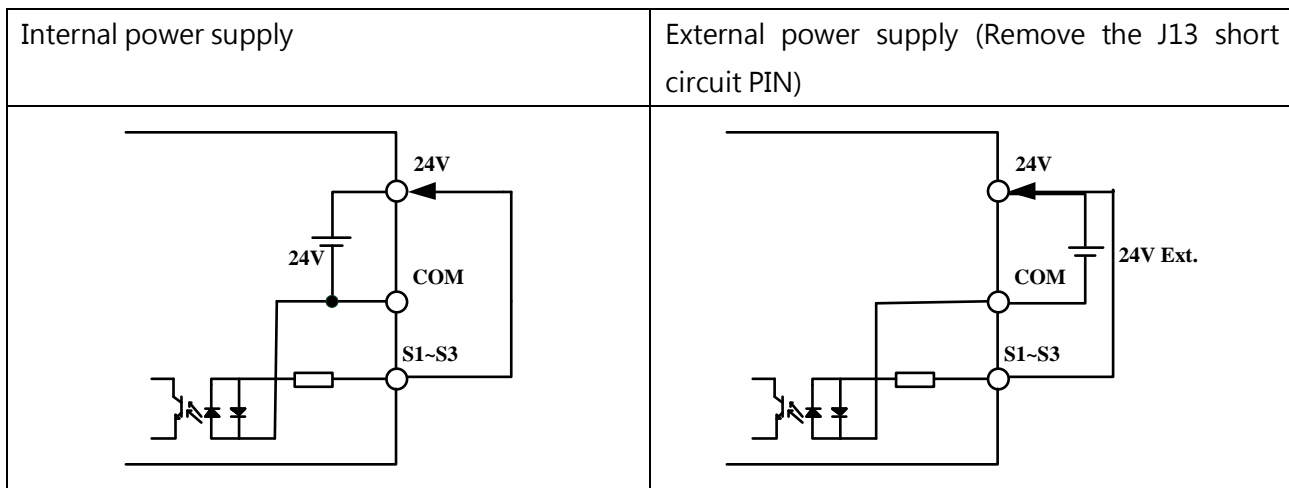 Internal power supply
External power supply (Remove the J13 short
circuit PIN)
24V
24V
COM
S1~S3
24V
24V Ext.
COM
S1~S3